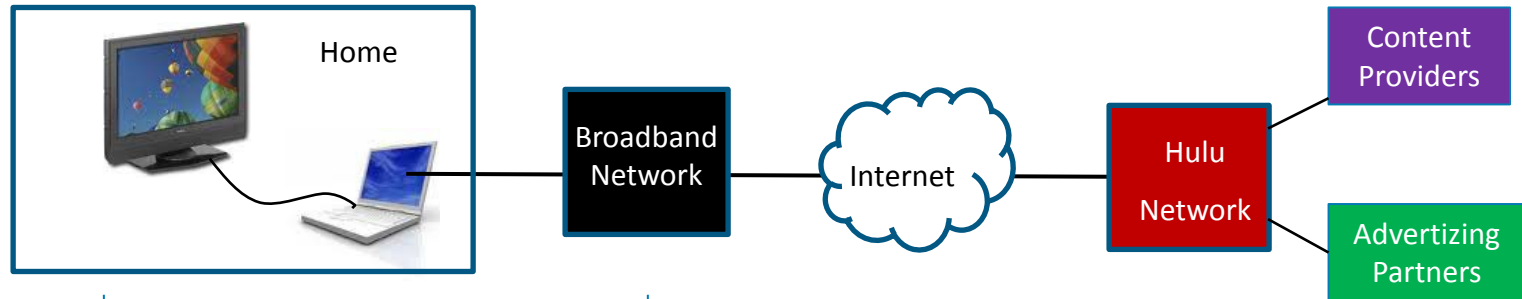 Home
Broadband
Network
Internet
Hulu
Network
Content
Providers
Advertizing
Partners